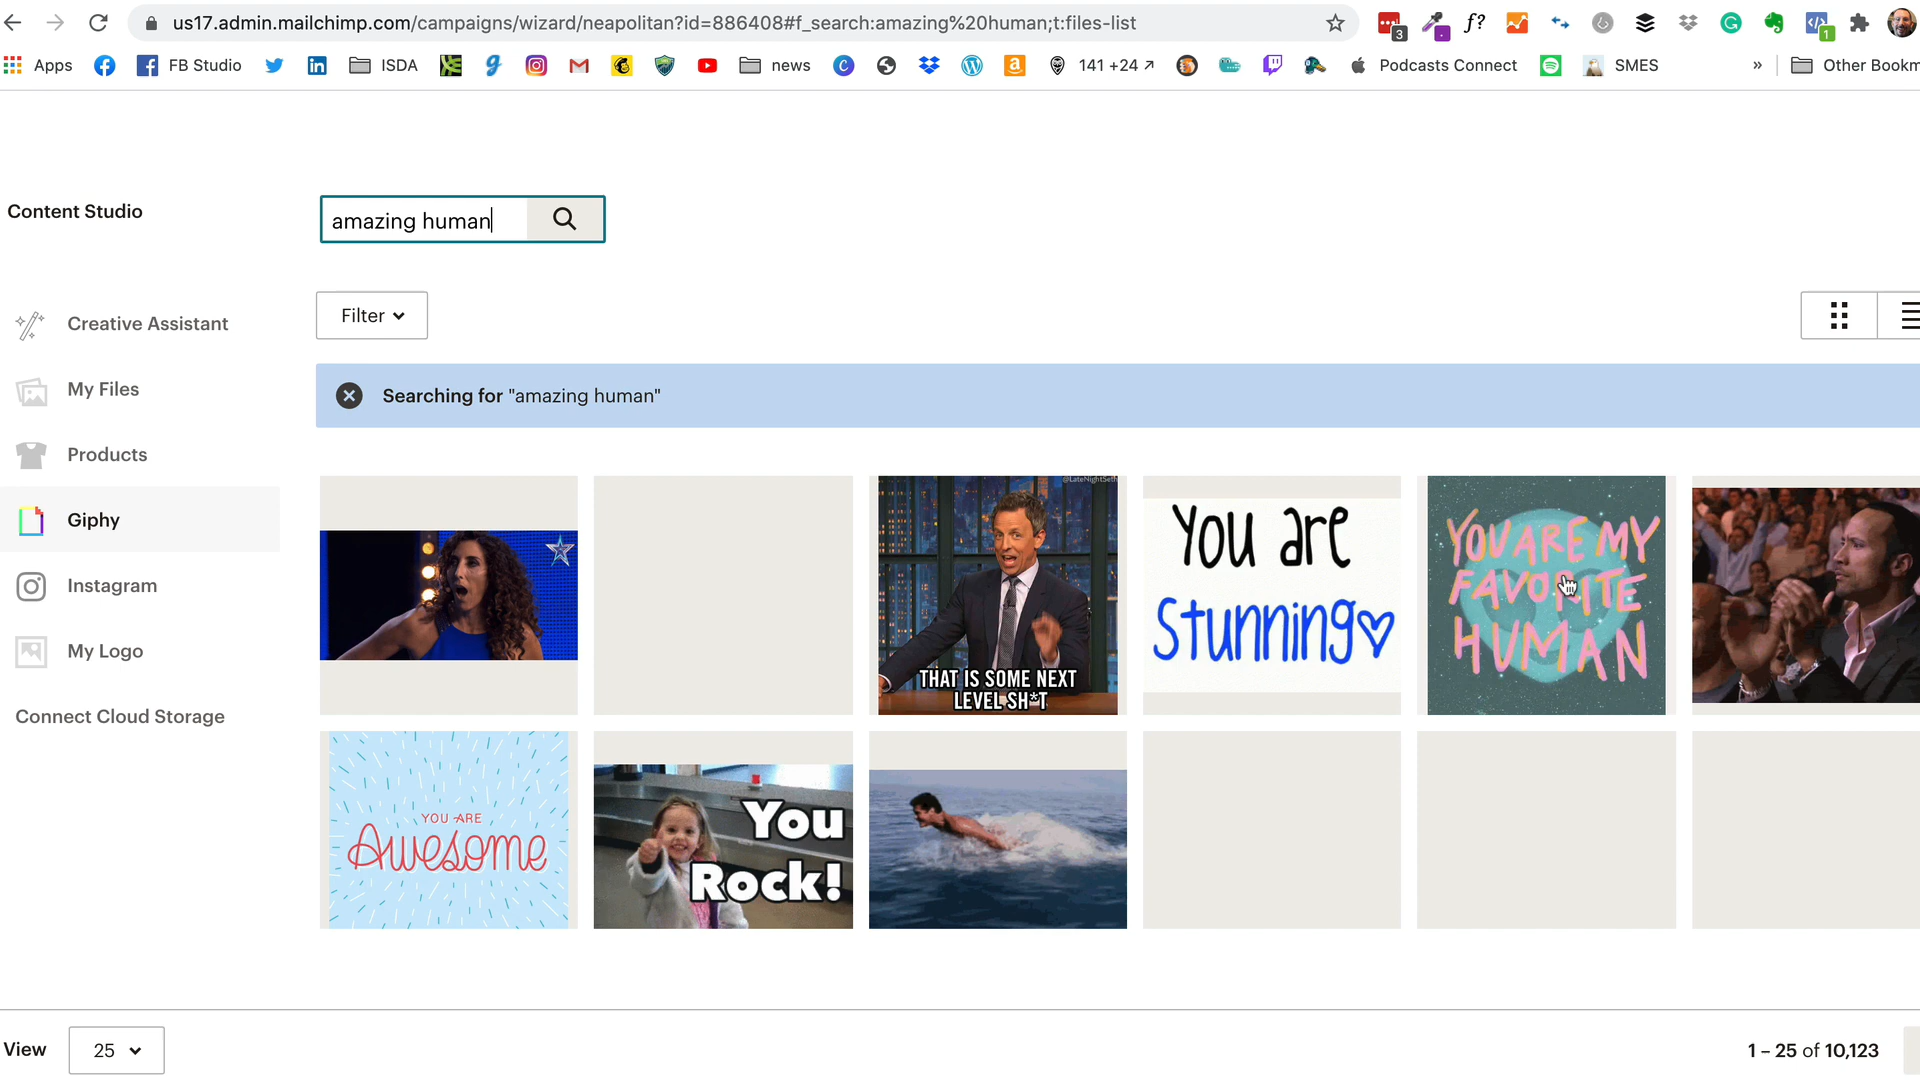 us17.admin.mailchimp.com/campaigns/wizard/neapolitan?id=886408#f_search:amazing%20human;t:files-list
f?
3
1
Apps
FB Studio
ISDA
news
141 +24 ↗
Podcasts Connect
SMES
»
Other Bookm
Content Studio
amazing human
Filter
Creative Assistant
My Files
Products
Giphy
Instagram
My Logo
Connect Cloud Storage
Searching for "amazing human"
@LateNightSeth
THAT IS SOME NEXT
LEVEL SH*T
You are
Stunning♡
YOU ARE MY
FAVORITE
HUMAN
YOU ARE
Awesome
You
Rock!
View
25
1 – 25 of 10,123